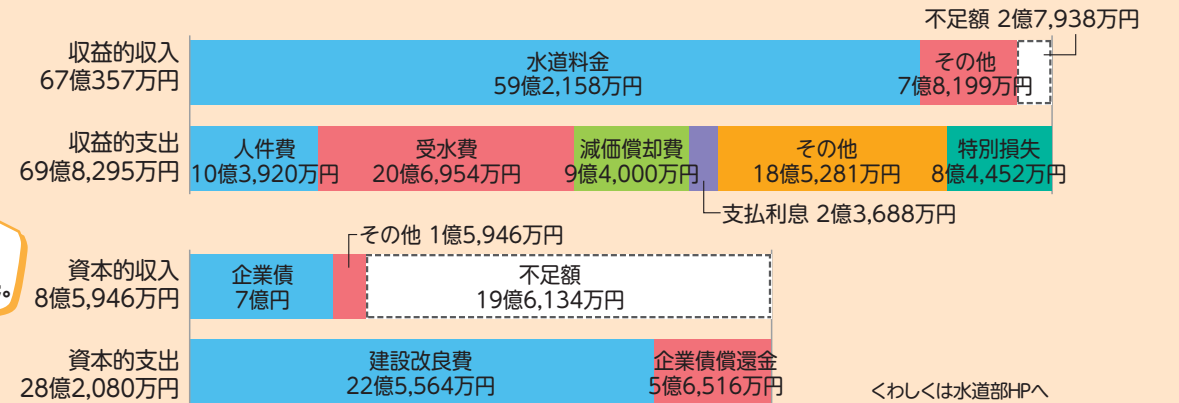 不足額 2億7,938万円
収益的収入
67億357万円
水道料金
59億2,158万円
その他
7億8,199万円
収益的支出
69億8,295万円
人件費
10億3,920万円
受水費
20億6,954万円
減価償却費
9億4,000万円
その他
18億5,281万円
特別損失
8億4,452万円
支払利息 2億3,688万円
その他 1億5,946万円
資本的収入
8億5,946万円
企業債
7億円
不足額
19億6,134万円
資本的支出
28億2,080万円
建設改良費
22億5,564万円
企業債償還金
5億6,516万円
くわしくは水道部HPへ
。